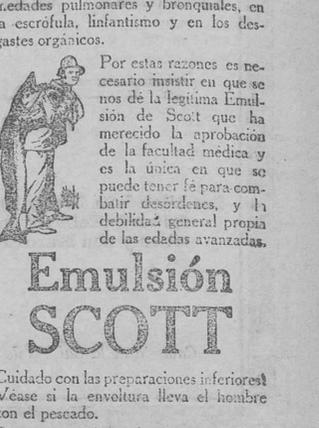 edades pulmonares y bronquiales, en
a escrófula, linfantismo y en los des-
gastes orgánicos.
Por estas razones es ne-
cesario insistir en que se
nos dé la legítima Emul-
sión de Scott que ha
merecido la aprobación
de la facultad médica y
es la única en que se
puede tener fé para com-
batir desórdenes, y la
debilidad general propia
de las edades avanzadas.
Emulsión
SCOTT
Cuidado con las preparaciones inferiores!
Véase si la envoltura lleva el hombre
con el pescado.